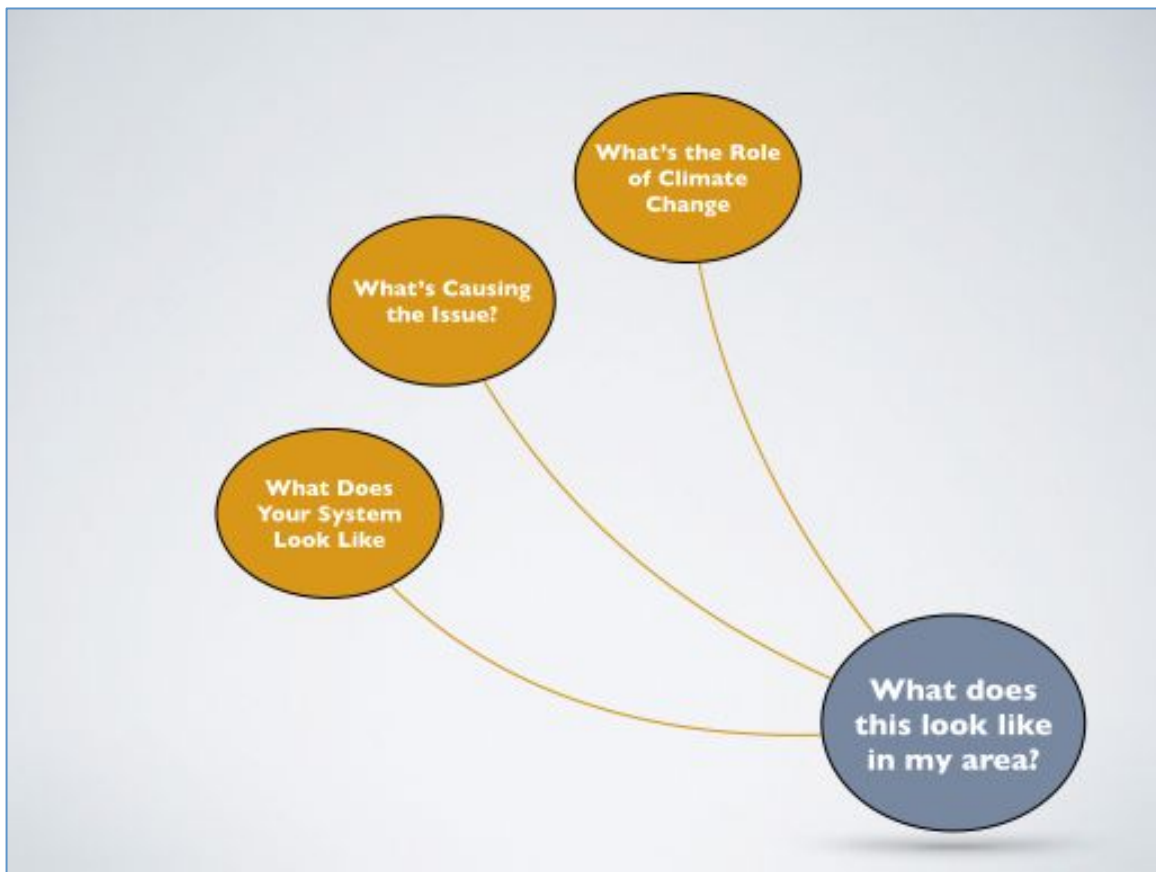 What's the Role
of Climate
Change
What's Causing
the Issue?
What Does
Your System
Look Like
What does
this look like
in my area?